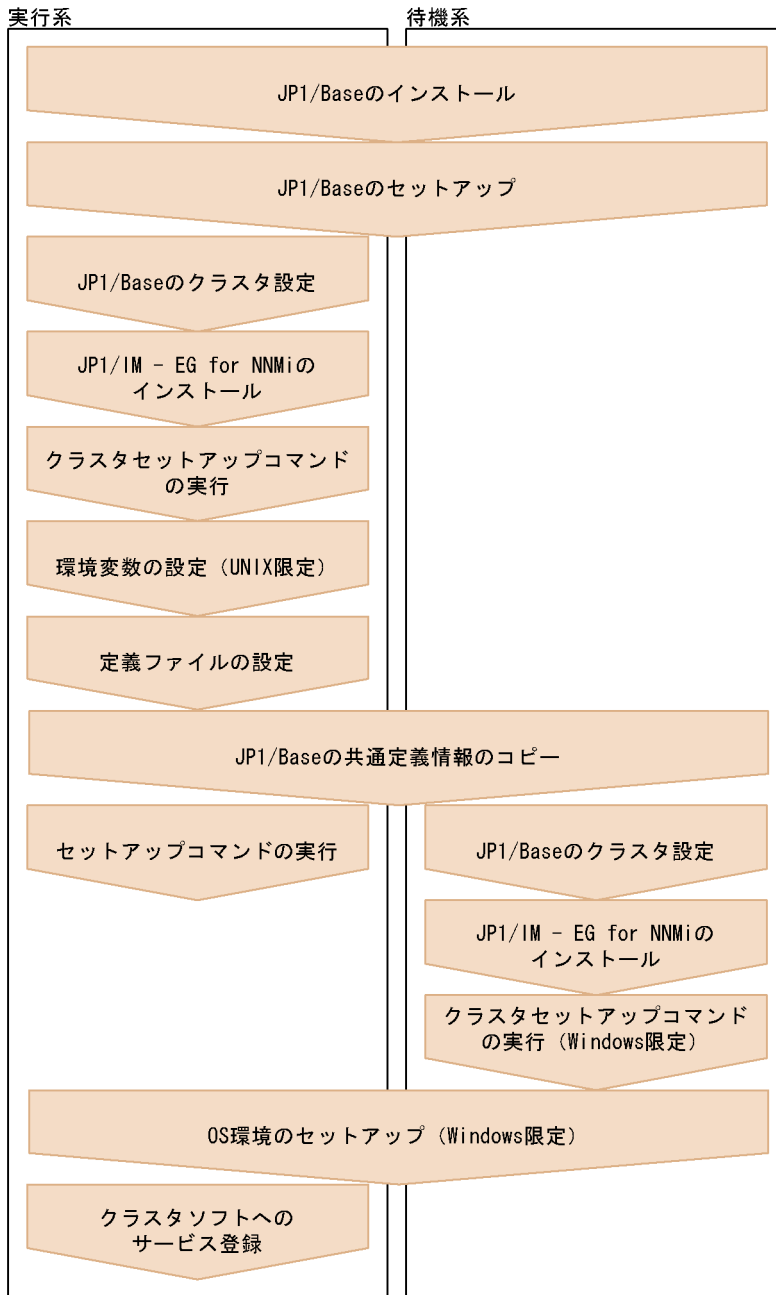 実行系
待機系
JP1/Baseのインストール
JP1/Baseのセットアップ
JP1/Baseのクラスタ設定
JP1/IM - EG for NNMiの
インストール
クラスタセットアップコマンド
の実行
環境変数の設定（UNIX限定）
定義ファイルの設定
JP1/Baseの共通定義情報のコピー
セットアップコマンドの実行
JP1/Baseのクラスタ設定
JP1/IM - EG for NNMiの
インストール
クラスタセットアップコマンド
の実行（Windows限定）
OS環境のセットアップ（Windows限定）
クラスタソフトへの
サービス登録